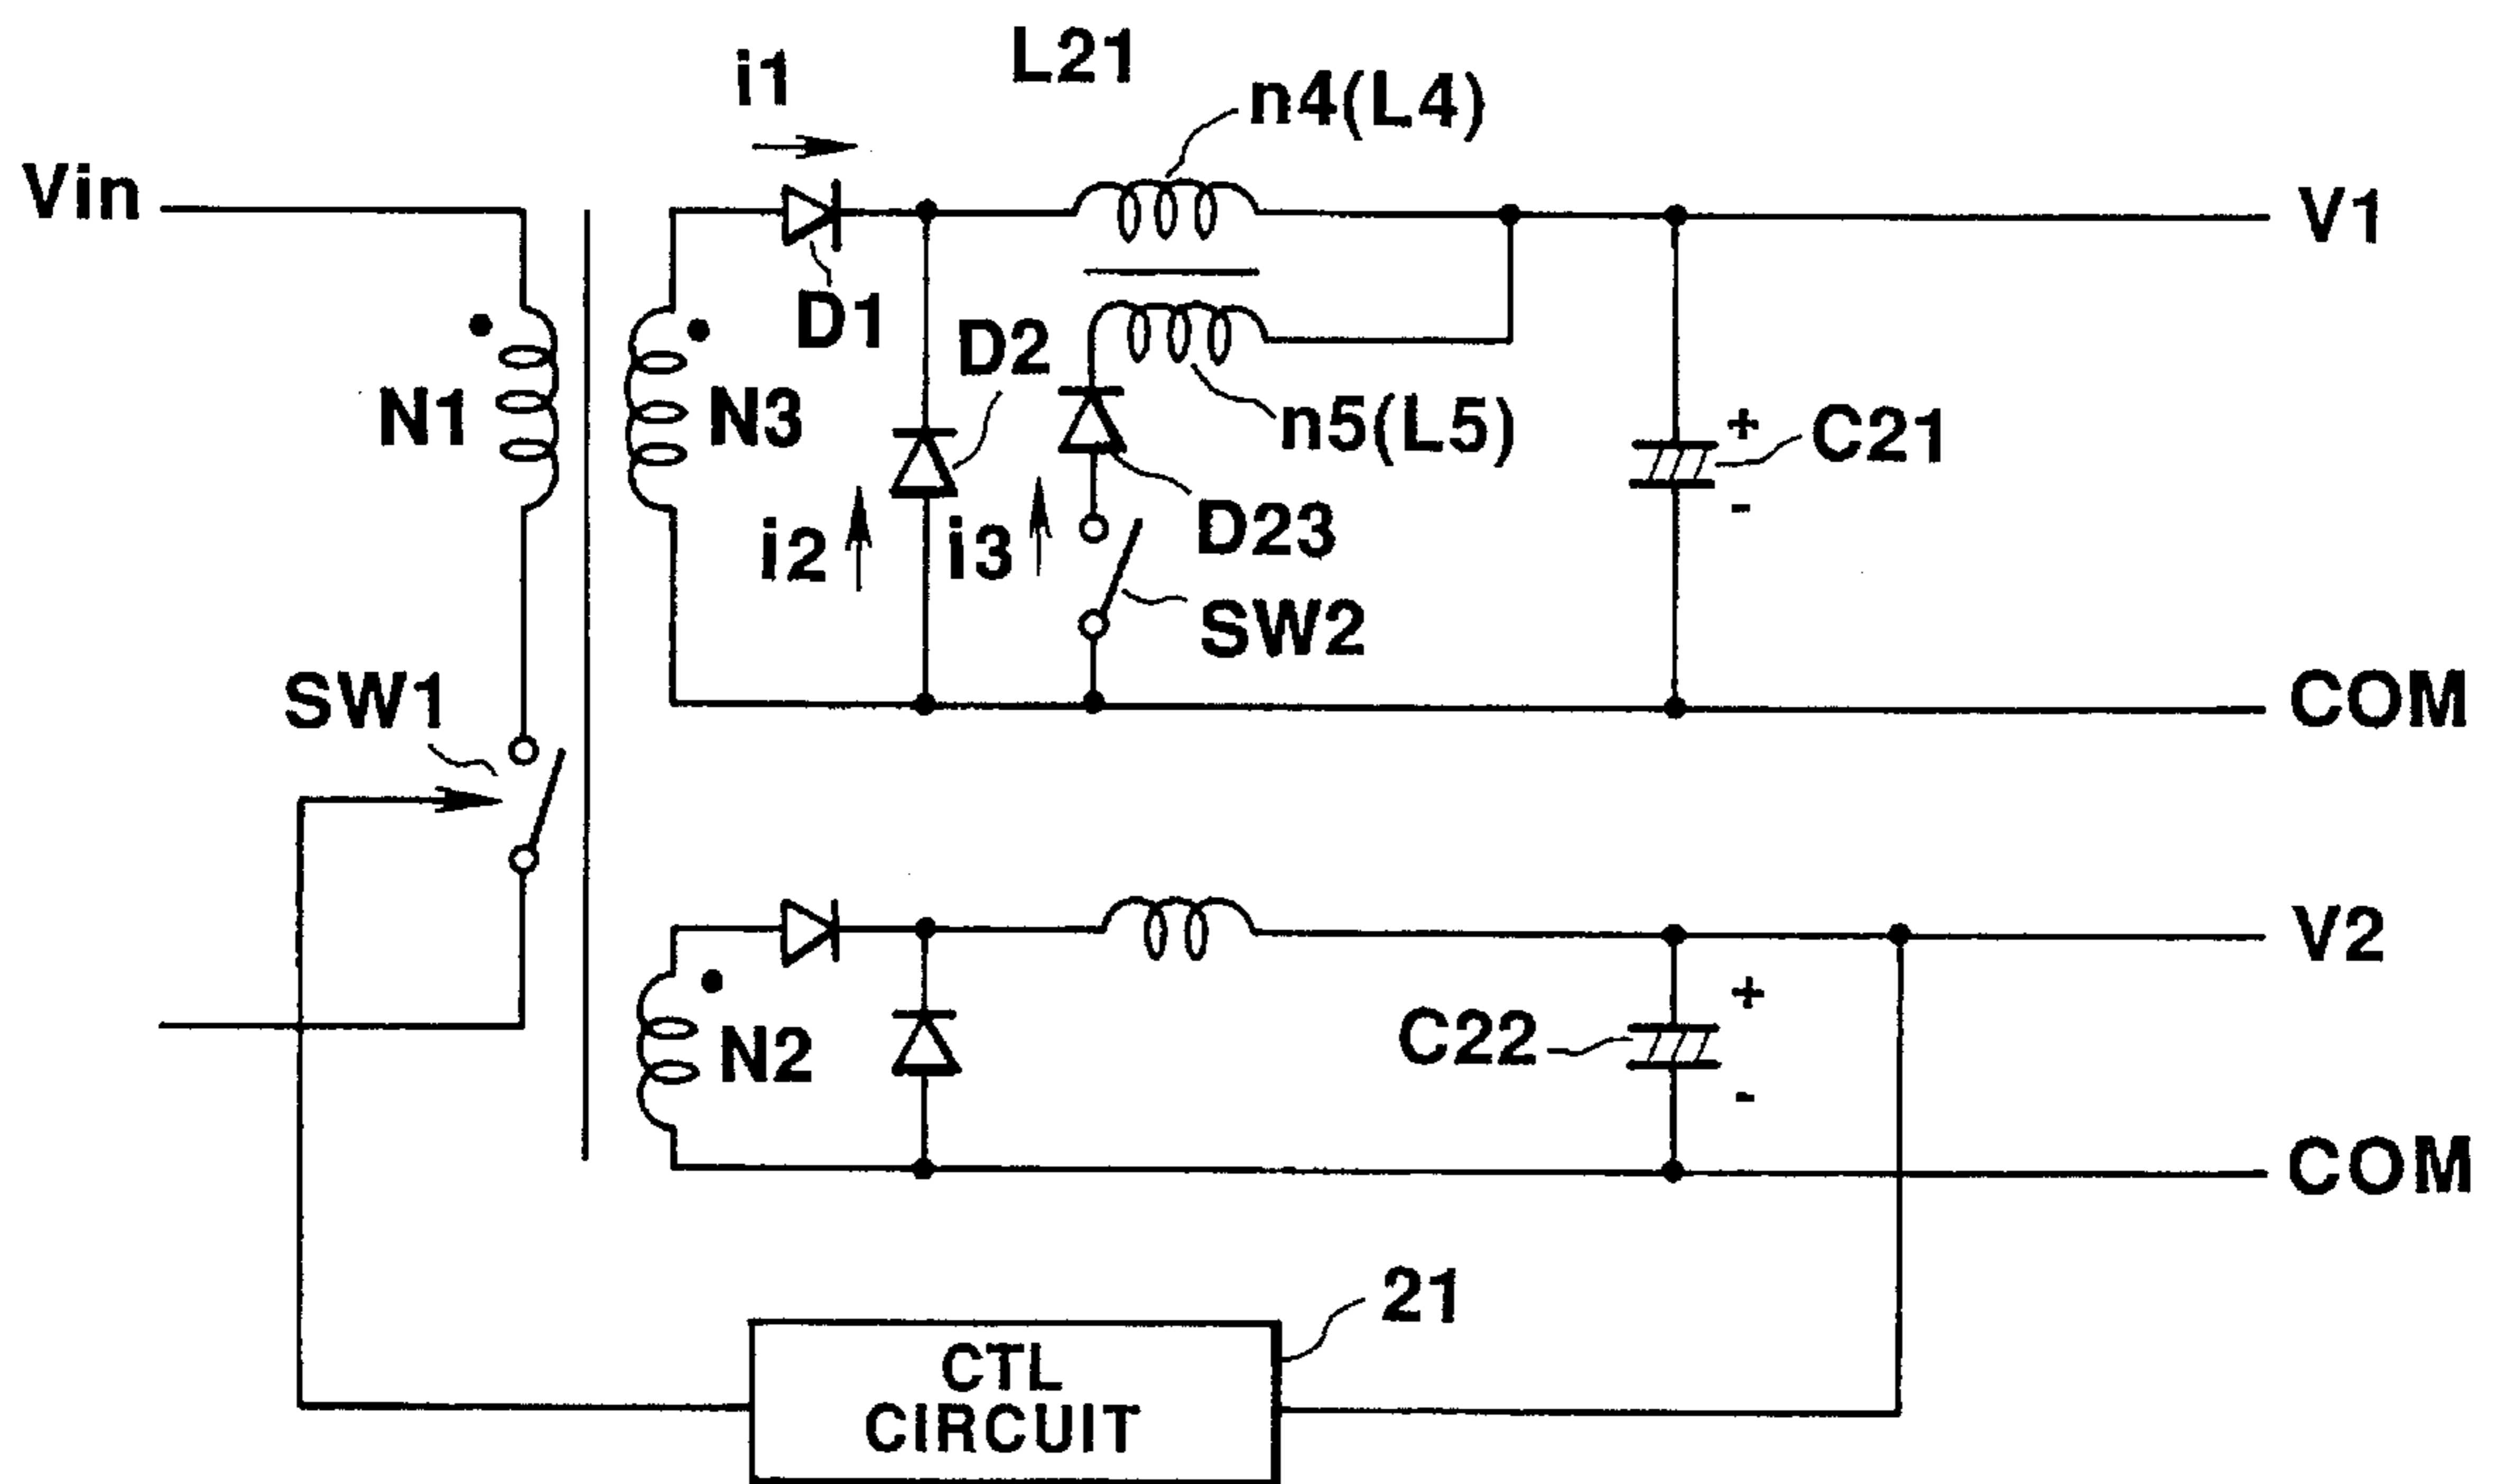 L21
i1
n4(L4)
Vin
V1
D1
D2
N1
N3
n5(L5)
+
C21
-
i2
i3
D23
SW2
SW1
COM
V2
+
N2
C22
-
COM
21
CTL
CIRCUIT